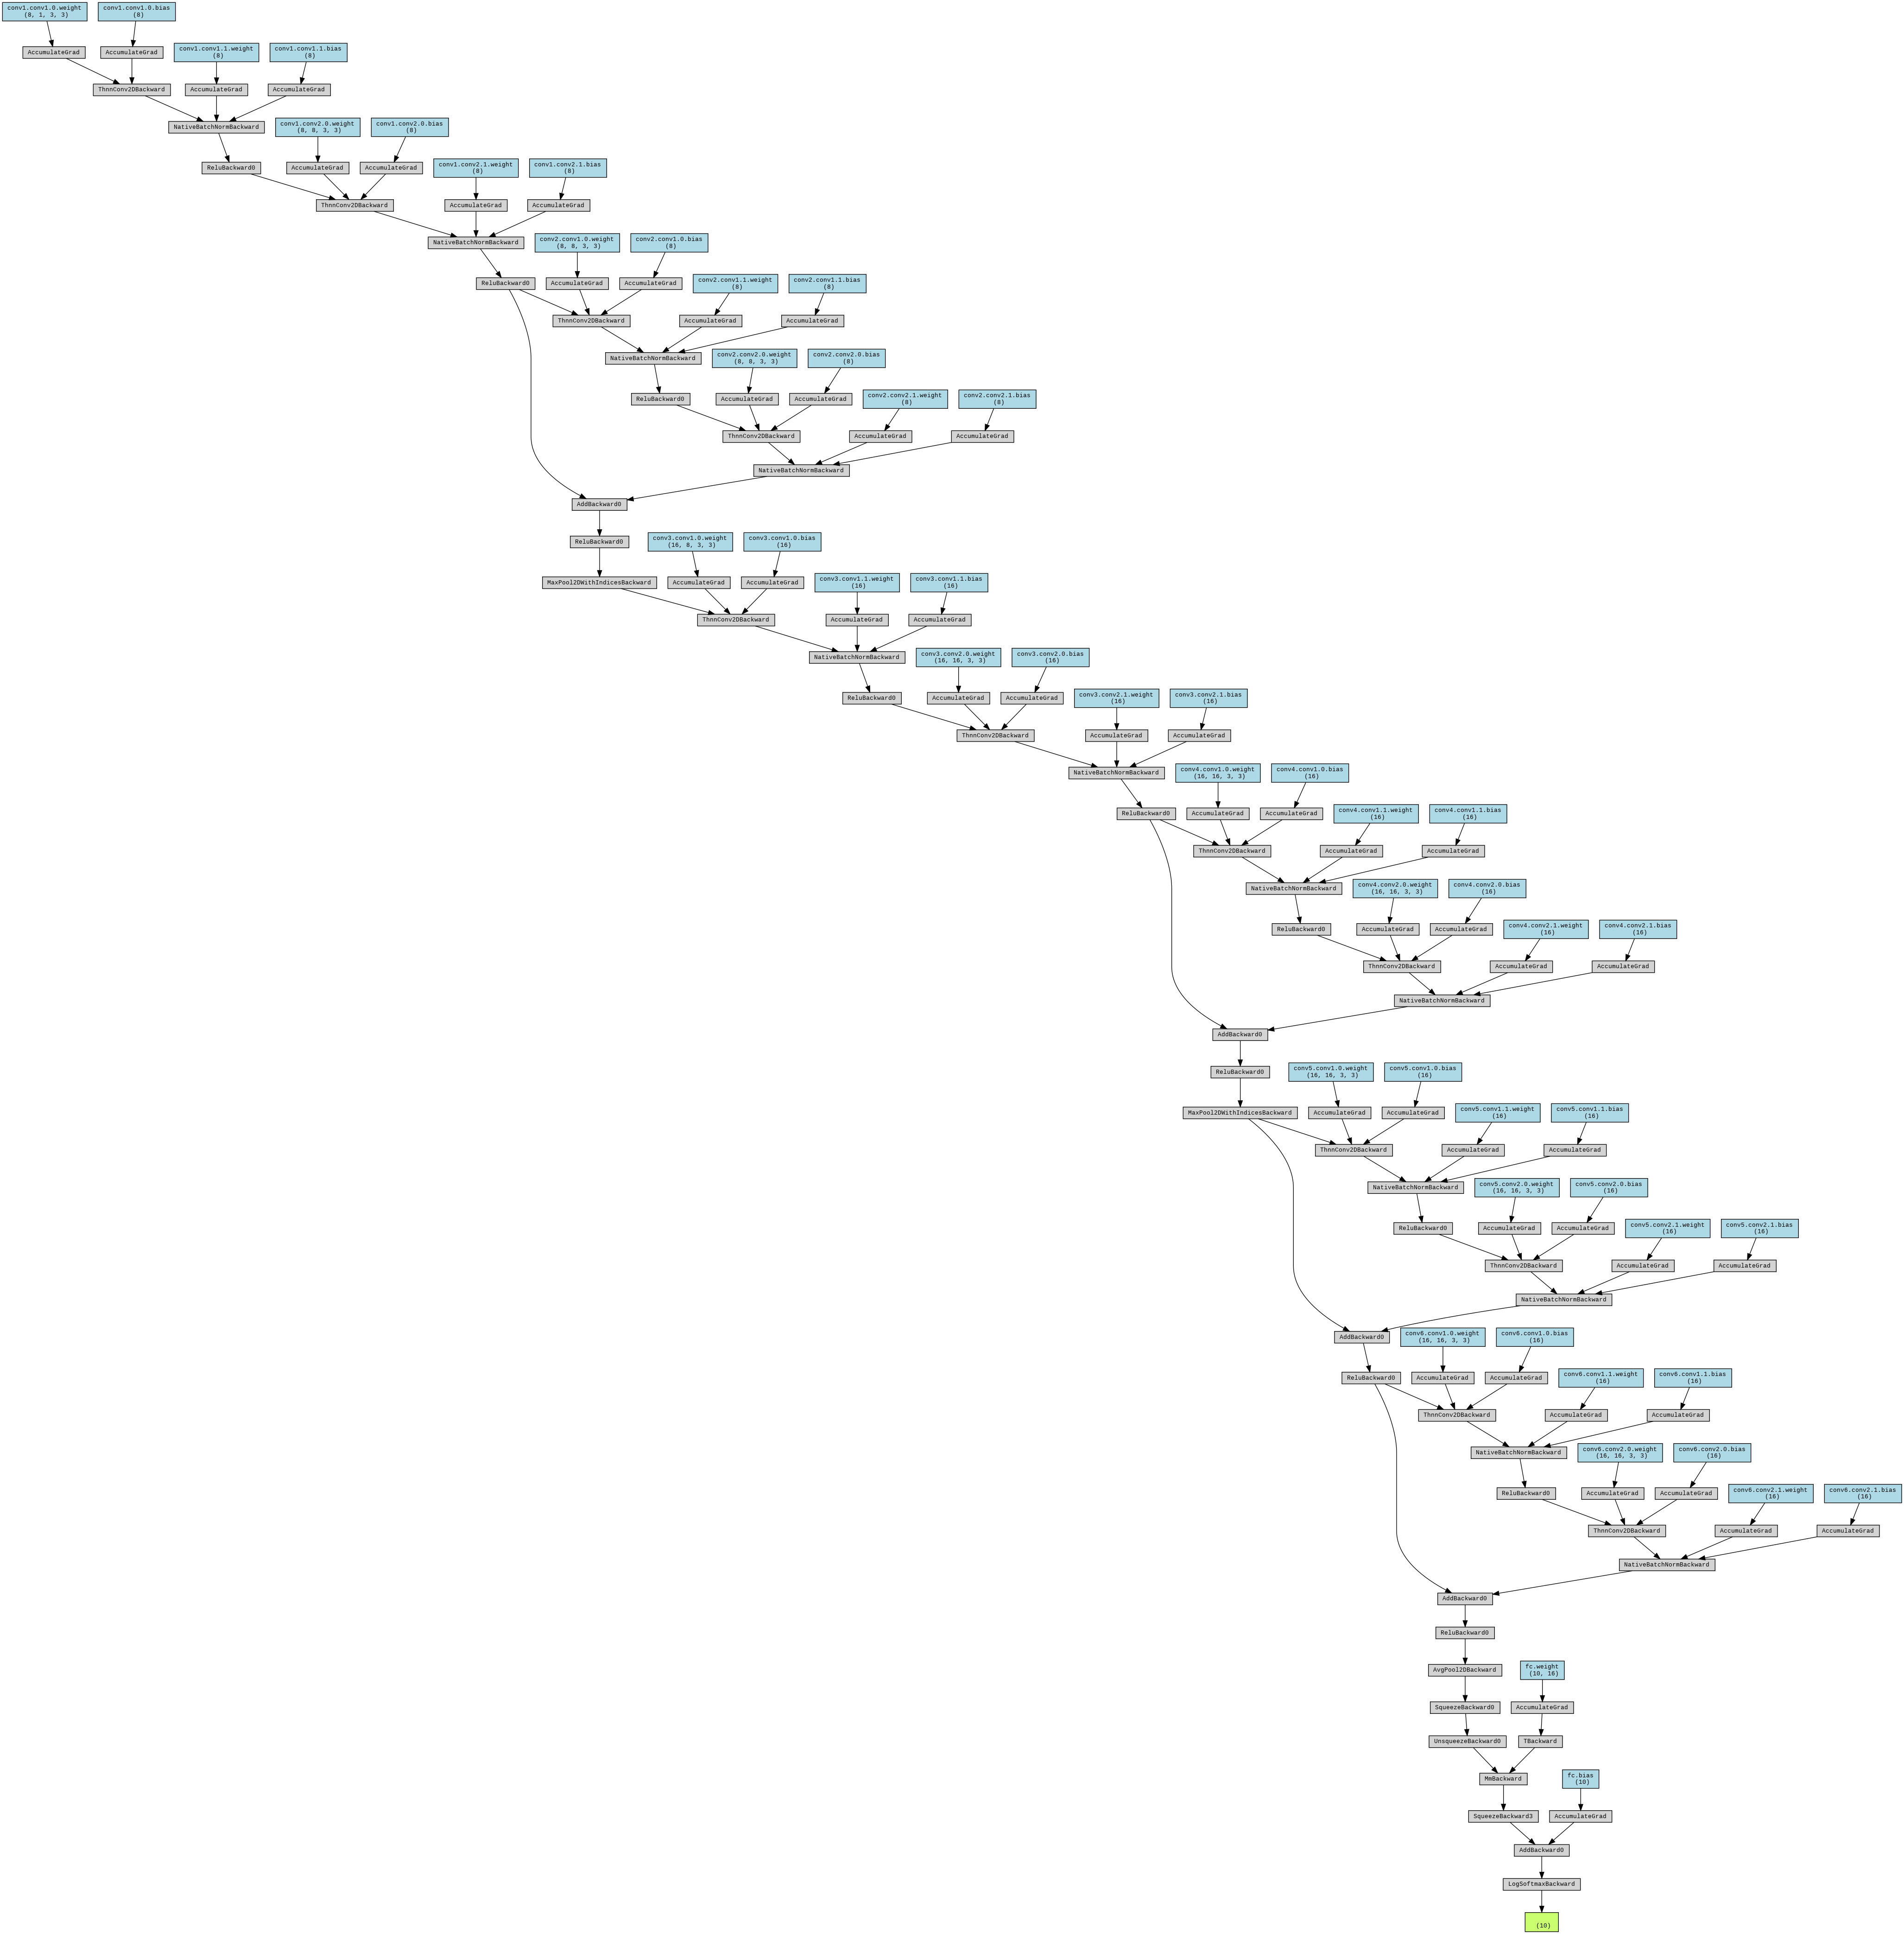 conv1.conv1.0.weight
(8, 1, 3, 3)
conv1.conv1.0.bias
(8)
AccumulateGrad
AccumulateGrad
conv1.conv1.1.weight
(8)
conv1.conv1.1.bias
(8)
ThnnConv2DBackward
AccumulateGrad
AccumulateGrad
NativeBatchNormBackward
conv1.conv2.0.weight
(8, 8, 3, 3)
conv1.conv2.0.bias
(8)
ReluBackward0
AccumulateGrad
AccumulateGrad
conv1.conv2.1.weight
(8)
conv1.conv2.1.bias
(8)
ThnnConv2DBackward
AccumulateGrad
AccumulateGrad
NativeBatchNormBackward
conv2.conv1.0.weight
(8, 8, 3, 3)
conv2.conv1.0.bias
(8)
ReluBackward0
AccumulateGrad
AccumulateGrad
conv2.conv1.1.weight
(8)
conv2.conv1.1.bias
(8)
ThnnConv2DBackward
AccumulateGrad
AccumulateGrad
NativeBatchNormBackward
conv2.conv2.0.weight
(8, 8, 3, 3)
conv2.conv2.0.bias
(8)
ReluBackward0
AccumulateGrad
AccumulateGrad
conv2.conv2.1.weight
(8)
conv2.conv2.1.bias
(8)
ThnnConv2DBackward
AccumulateGrad
AccumulateGrad
NativeBatchNormBackward
AddBackward0
ReluBackward0
conv3.conv1.0.weight
(16, 8, 3, 3)
conv3.conv1.0.bias
(16)
MaxPool2DWithIndicesBackward
AccumulateGrad
AccumulateGrad
conv3.conv1.1.weight
(16)
conv3.conv1.1.bias
(16)
ThnnConv2DBackward
AccumulateGrad
AccumulateGrad
NativeBatchNormBackward
conv3.conv2.0.weight
(16, 16, 3, 3)
conv3.conv2.0.bias
(16)
ReluBackward0
AccumulateGrad
AccumulateGrad
conv3.conv2.1.weight
(16)
conv3.conv2.1.bias
(16)
ThnnConv2DBackward
AccumulateGrad
AccumulateGrad
NativeBatchNormBackward
conv4.conv1.0.weight
(16, 16, 3, 3)
conv4.conv1.0.bias
(16)
ReluBackward0
AccumulateGrad
AccumulateGrad
conv4.conv1.1.weight
(16)
conv4.conv1.1.bias
(16)
ThnnConv2DBackward
AccumulateGrad
AccumulateGrad
NativeBatchNormBackward
conv4.conv2.0.weight
(16, 16, 3, 3)
conv4.conv2.0.bias
(16)
ReluBackward0
AccumulateGrad
AccumulateGrad
conv4.conv2.1.weight
(16)
conv4.conv2.1.bias
(16)
ThnnConv2DBackward
AccumulateGrad
AccumulateGrad
NativeBatchNormBackward
AddBackward0
ReluBackward0
conv5.conv1.0.weight
(16, 16, 3, 3)
conv5.conv1.0.bias
(16)
MaxPool2DWithIndicesBackward
AccumulateGrad
AccumulateGrad
conv5.conv1.1.weight
(16)
conv5.conv1.1.bias
(16)
ThnnConv2DBackward
AccumulateGrad
AccumulateGrad
NativeBatchNormBackward
conv5.conv2.0.weight
(16, 16, 3, 3)
conv5.conv2.0.bias
(16)
ReluBackward0
AccumulateGrad
AccumulateGrad
conv5.conv2.1.weight
(16)
conv5.conv2.1.bias
(16)
ThnnConv2DBackward
AccumulateGrad
AccumulateGrad
NativeBatchNormBackward
AddBackward0
conv6.conv1.0.weight
(16, 16, 3, 3)
conv6.conv1.0.bias
(16)
ReluBackward0
AccumulateGrad
AccumulateGrad
conv6.conv1.1.weight
(16)
conv6.conv1.1.bias
(16)
ThnnConv2DBackward
AccumulateGrad
AccumulateGrad
NativeBatchNormBackward
conv6.conv2.0.weight
(16, 16, 3, 3)
conv6.conv2.0.bias
(16)
ReluBackward0
AccumulateGrad
AccumulateGrad
conv6.conv2.1.weight
(16)
conv6.conv2.1.bias
(16)
ThnnConv2DBackward
AccumulateGrad
AccumulateGrad
NativeBatchNormBackward
AddBackward0
ReluBackward0
AvgPool2DBackward
fc.weight
(10, 16)
SqueezeBackward0
AccumulateGrad
UnsqueezeBackward0
TBackward
MmBackward
fc.bias
(10)
SqueezeBackward3
AccumulateGrad
AddBackward0
LogSoftmaxBackward
(10)